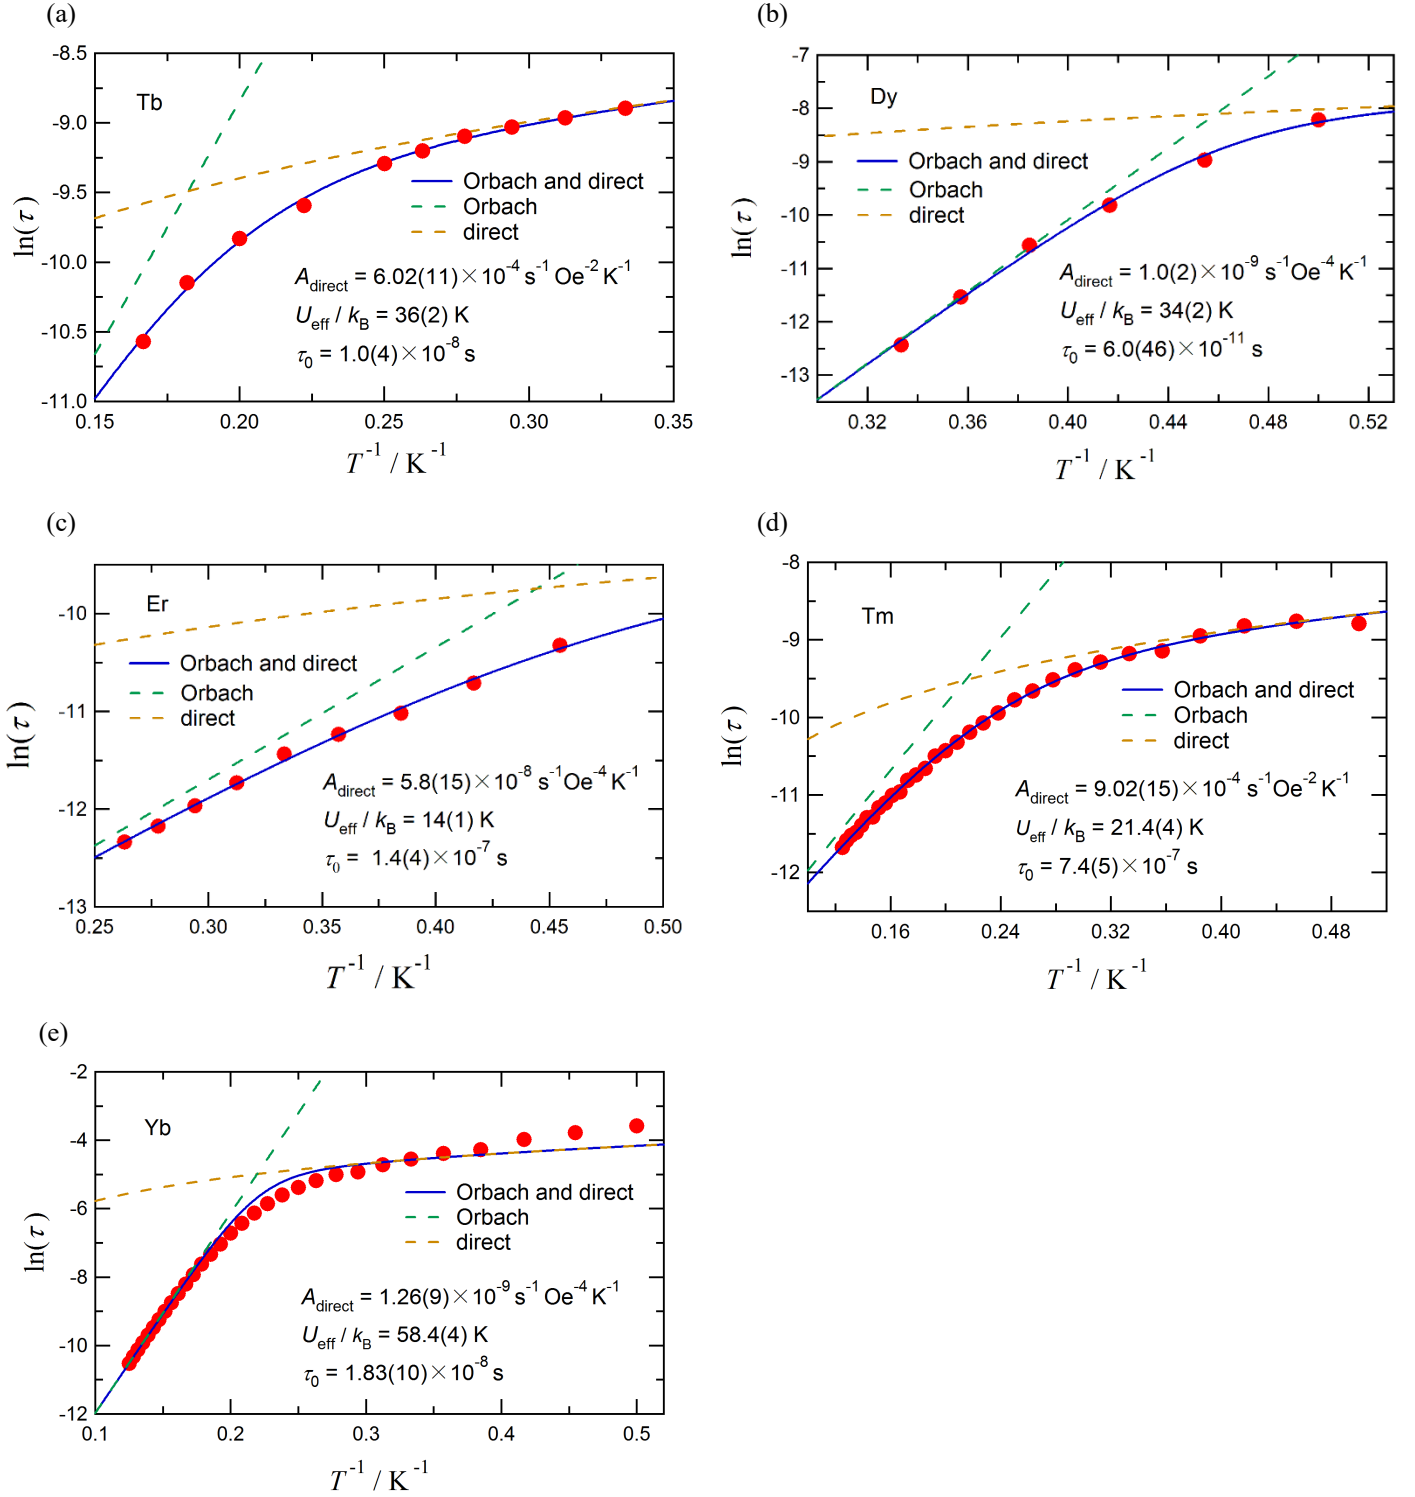 (a)
-8.5
-9.0
-9.5
-10.0
-10.5
-11.0
ln(τ)
Tb
Orbach and direct
Orbach
direct
A_direct = 6.02(11)×10^-4 s^-1 Oe^-2 K^-1
U_eff / k_B = 36(2) K
τ_0 = 1.0(4)×10^-8 s
0.15 0.20 0.25 0.30 0.35
T^-1 / K^-1
(b)
-7
-8
-9
-10
-11
-12
-13
ln(τ)
Dy
Orbach and direct
Orbach
direct
A_direct = 1.0(2)×10^-9 s^-1Oe^-4 K^-1
U_eff / k_B = 34(2) K
τ_0 = 6.0(46)×10^-11 s
0.32 0.36 0.40 0.44 0.48 0.52
T^-1 / K^-1
(c)
-10
-11
-12
-13
ln(τ)
Er
Orbach and direct
Orbach
direct
A_direct = 5.8(15)×10^-8 s^-1Oe^-4 K^-1
U_eff / k_B = 14(1) K
τ_0 = 1.4(4)×10^-7 s
0.25 0.30 0.35 0.40 0.45 0.50
T^-1 / K^-1
(d)
-8
-9
-10
-11
-12
ln(τ)
Tm
Orbach and direct
Orbach
direct
A_direct = 9.02(15)×10^-4 s^-1Oe^-2 K^-1
U_eff / k_B = 21.4(4) K
τ_0 = 7.4(5)×10^-7 s
0.16 0.24 0.32 0.40 0.48
T^-1 / K^-1
(e)
-2
-4
-6
-8
-10
-12
ln(τ)
Yb
Orbach and direct
Orbach
direct
A_direct = 1.26(9)×10^-9 s^-1 Oe^-4 K^-1
U_eff / k_B = 58.4(4) K
τ_0 = 1.83(10)×10^-8 s
0.1 0.2 0.3 0.4 0.5
T^-1 / K^-1